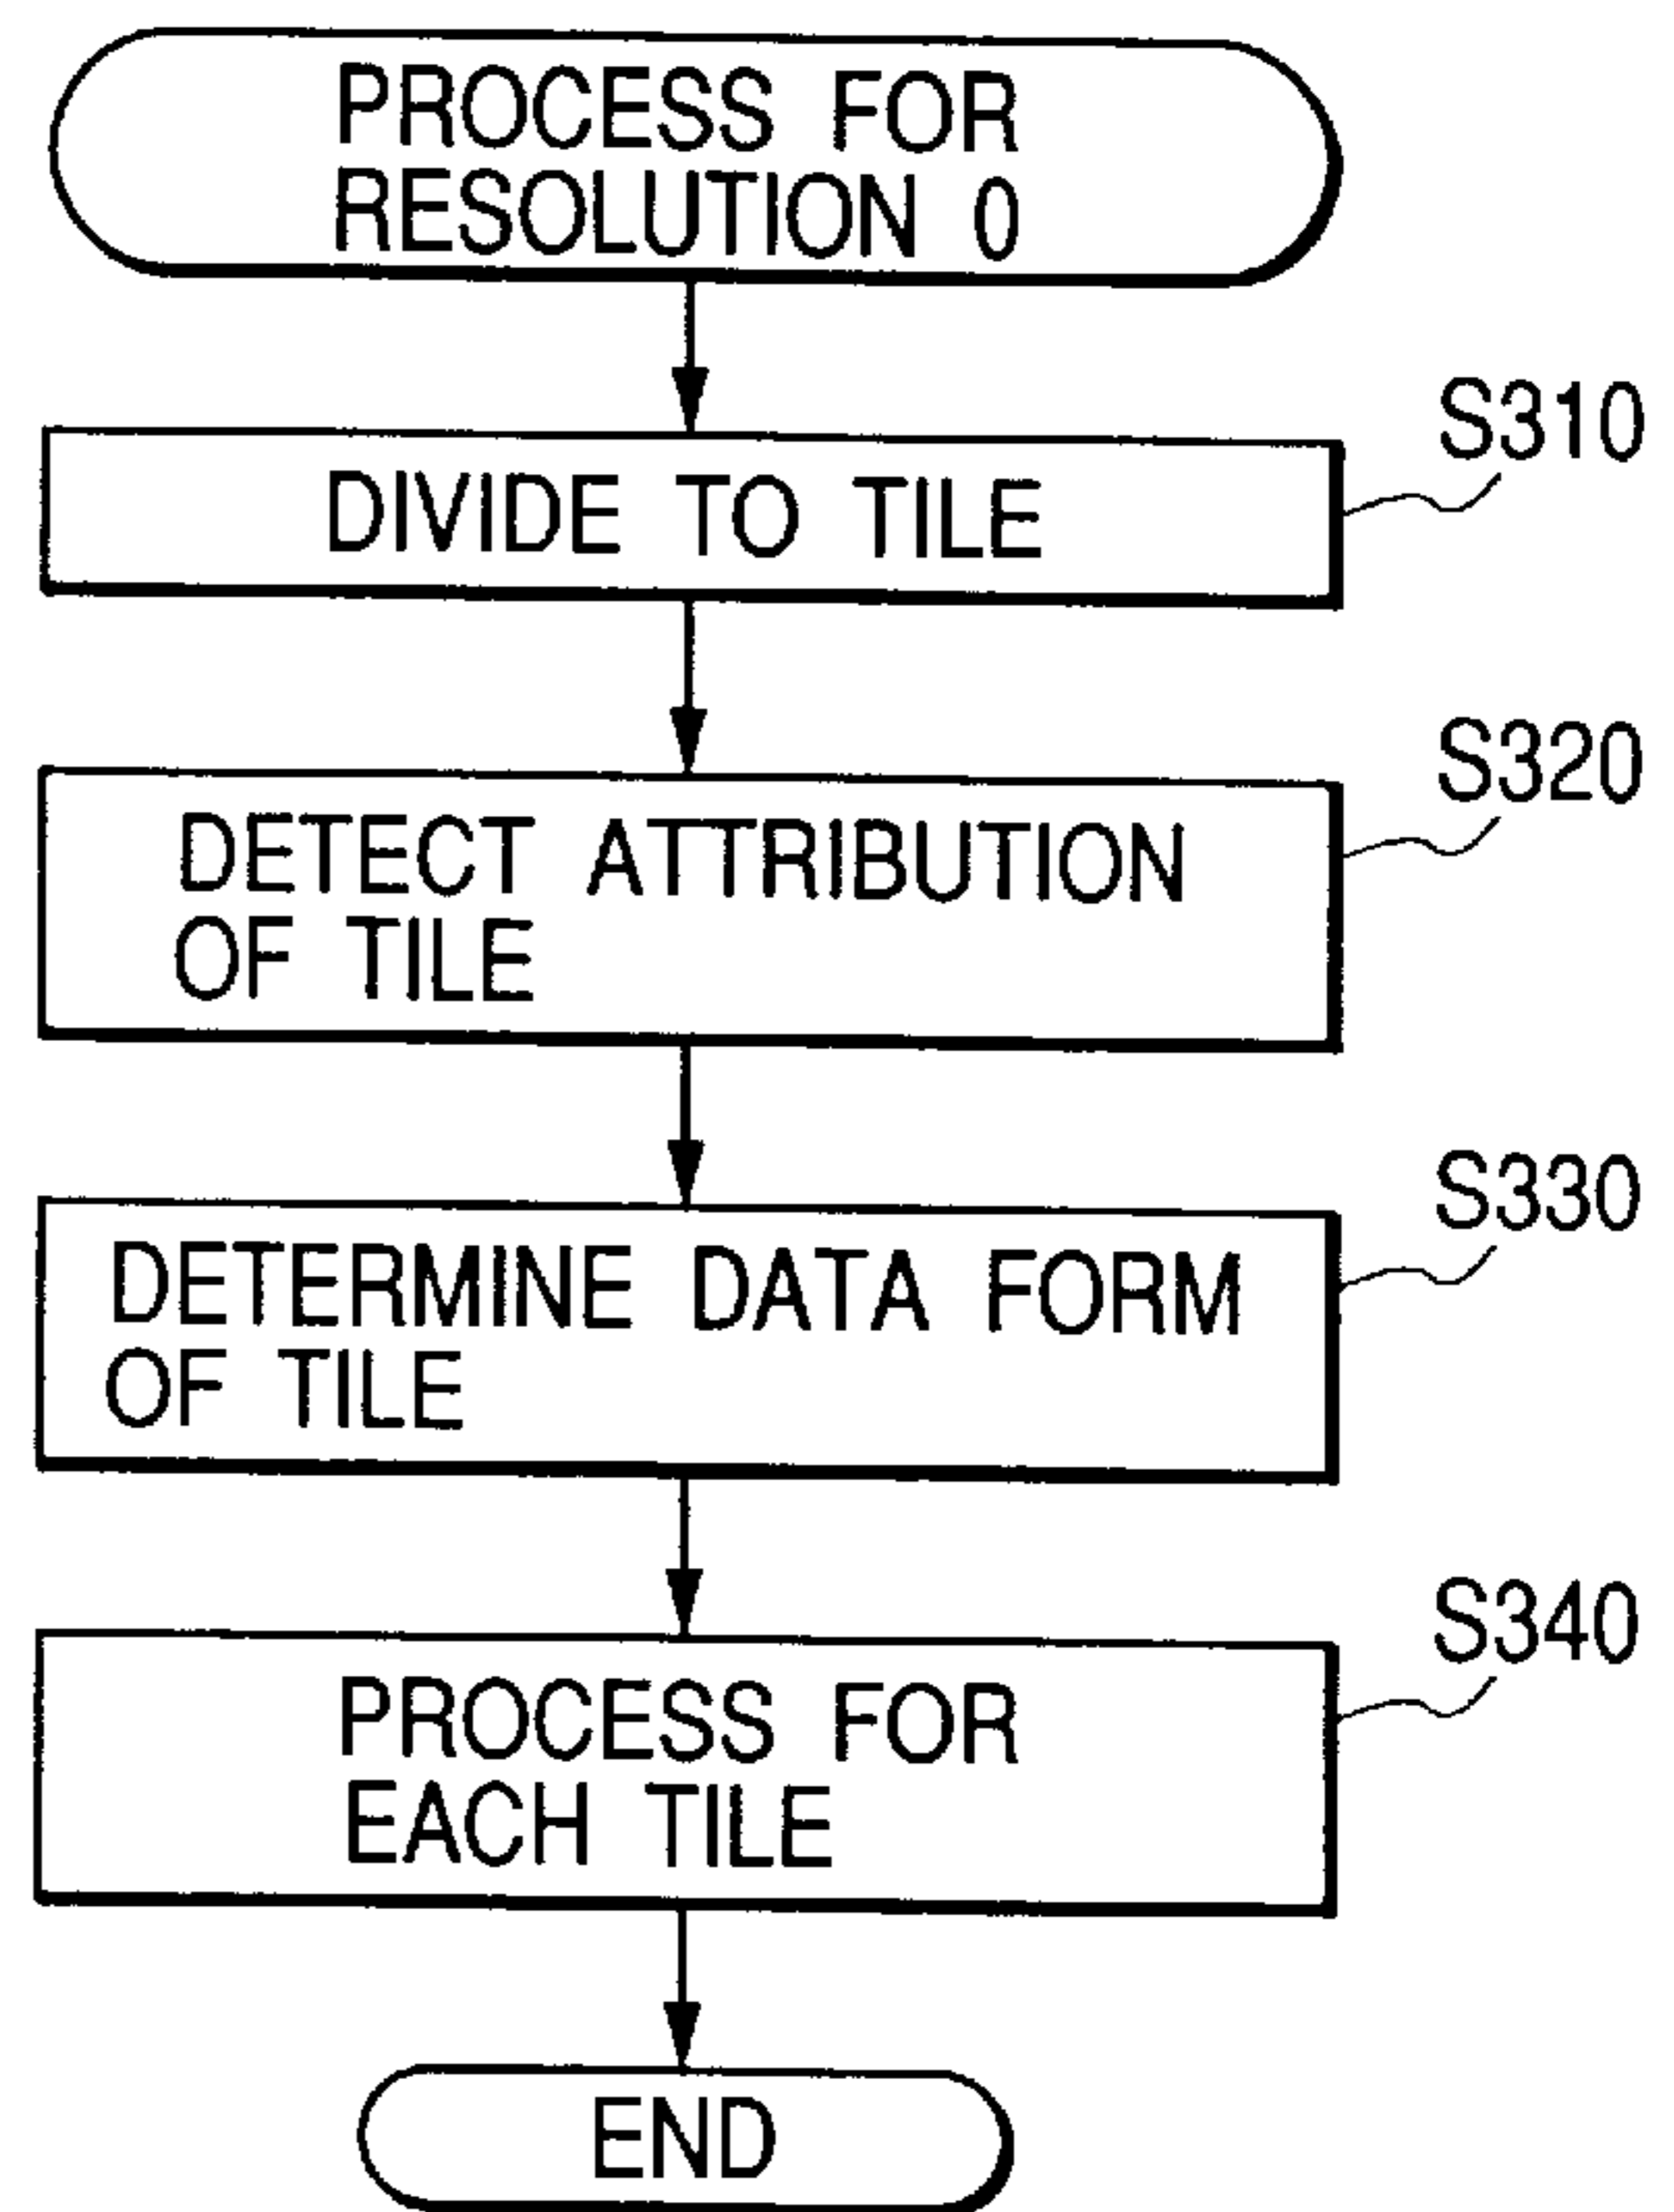 PROCESS FOR
RESOLUTION 0
S310
DIVIDE TO TILE
S320
DETECT ATTRIBUTION
OF TILE
S330
DETERMINE DATA FORM
OF TILE
S340
PROCESS FOR
EACH TILE
END